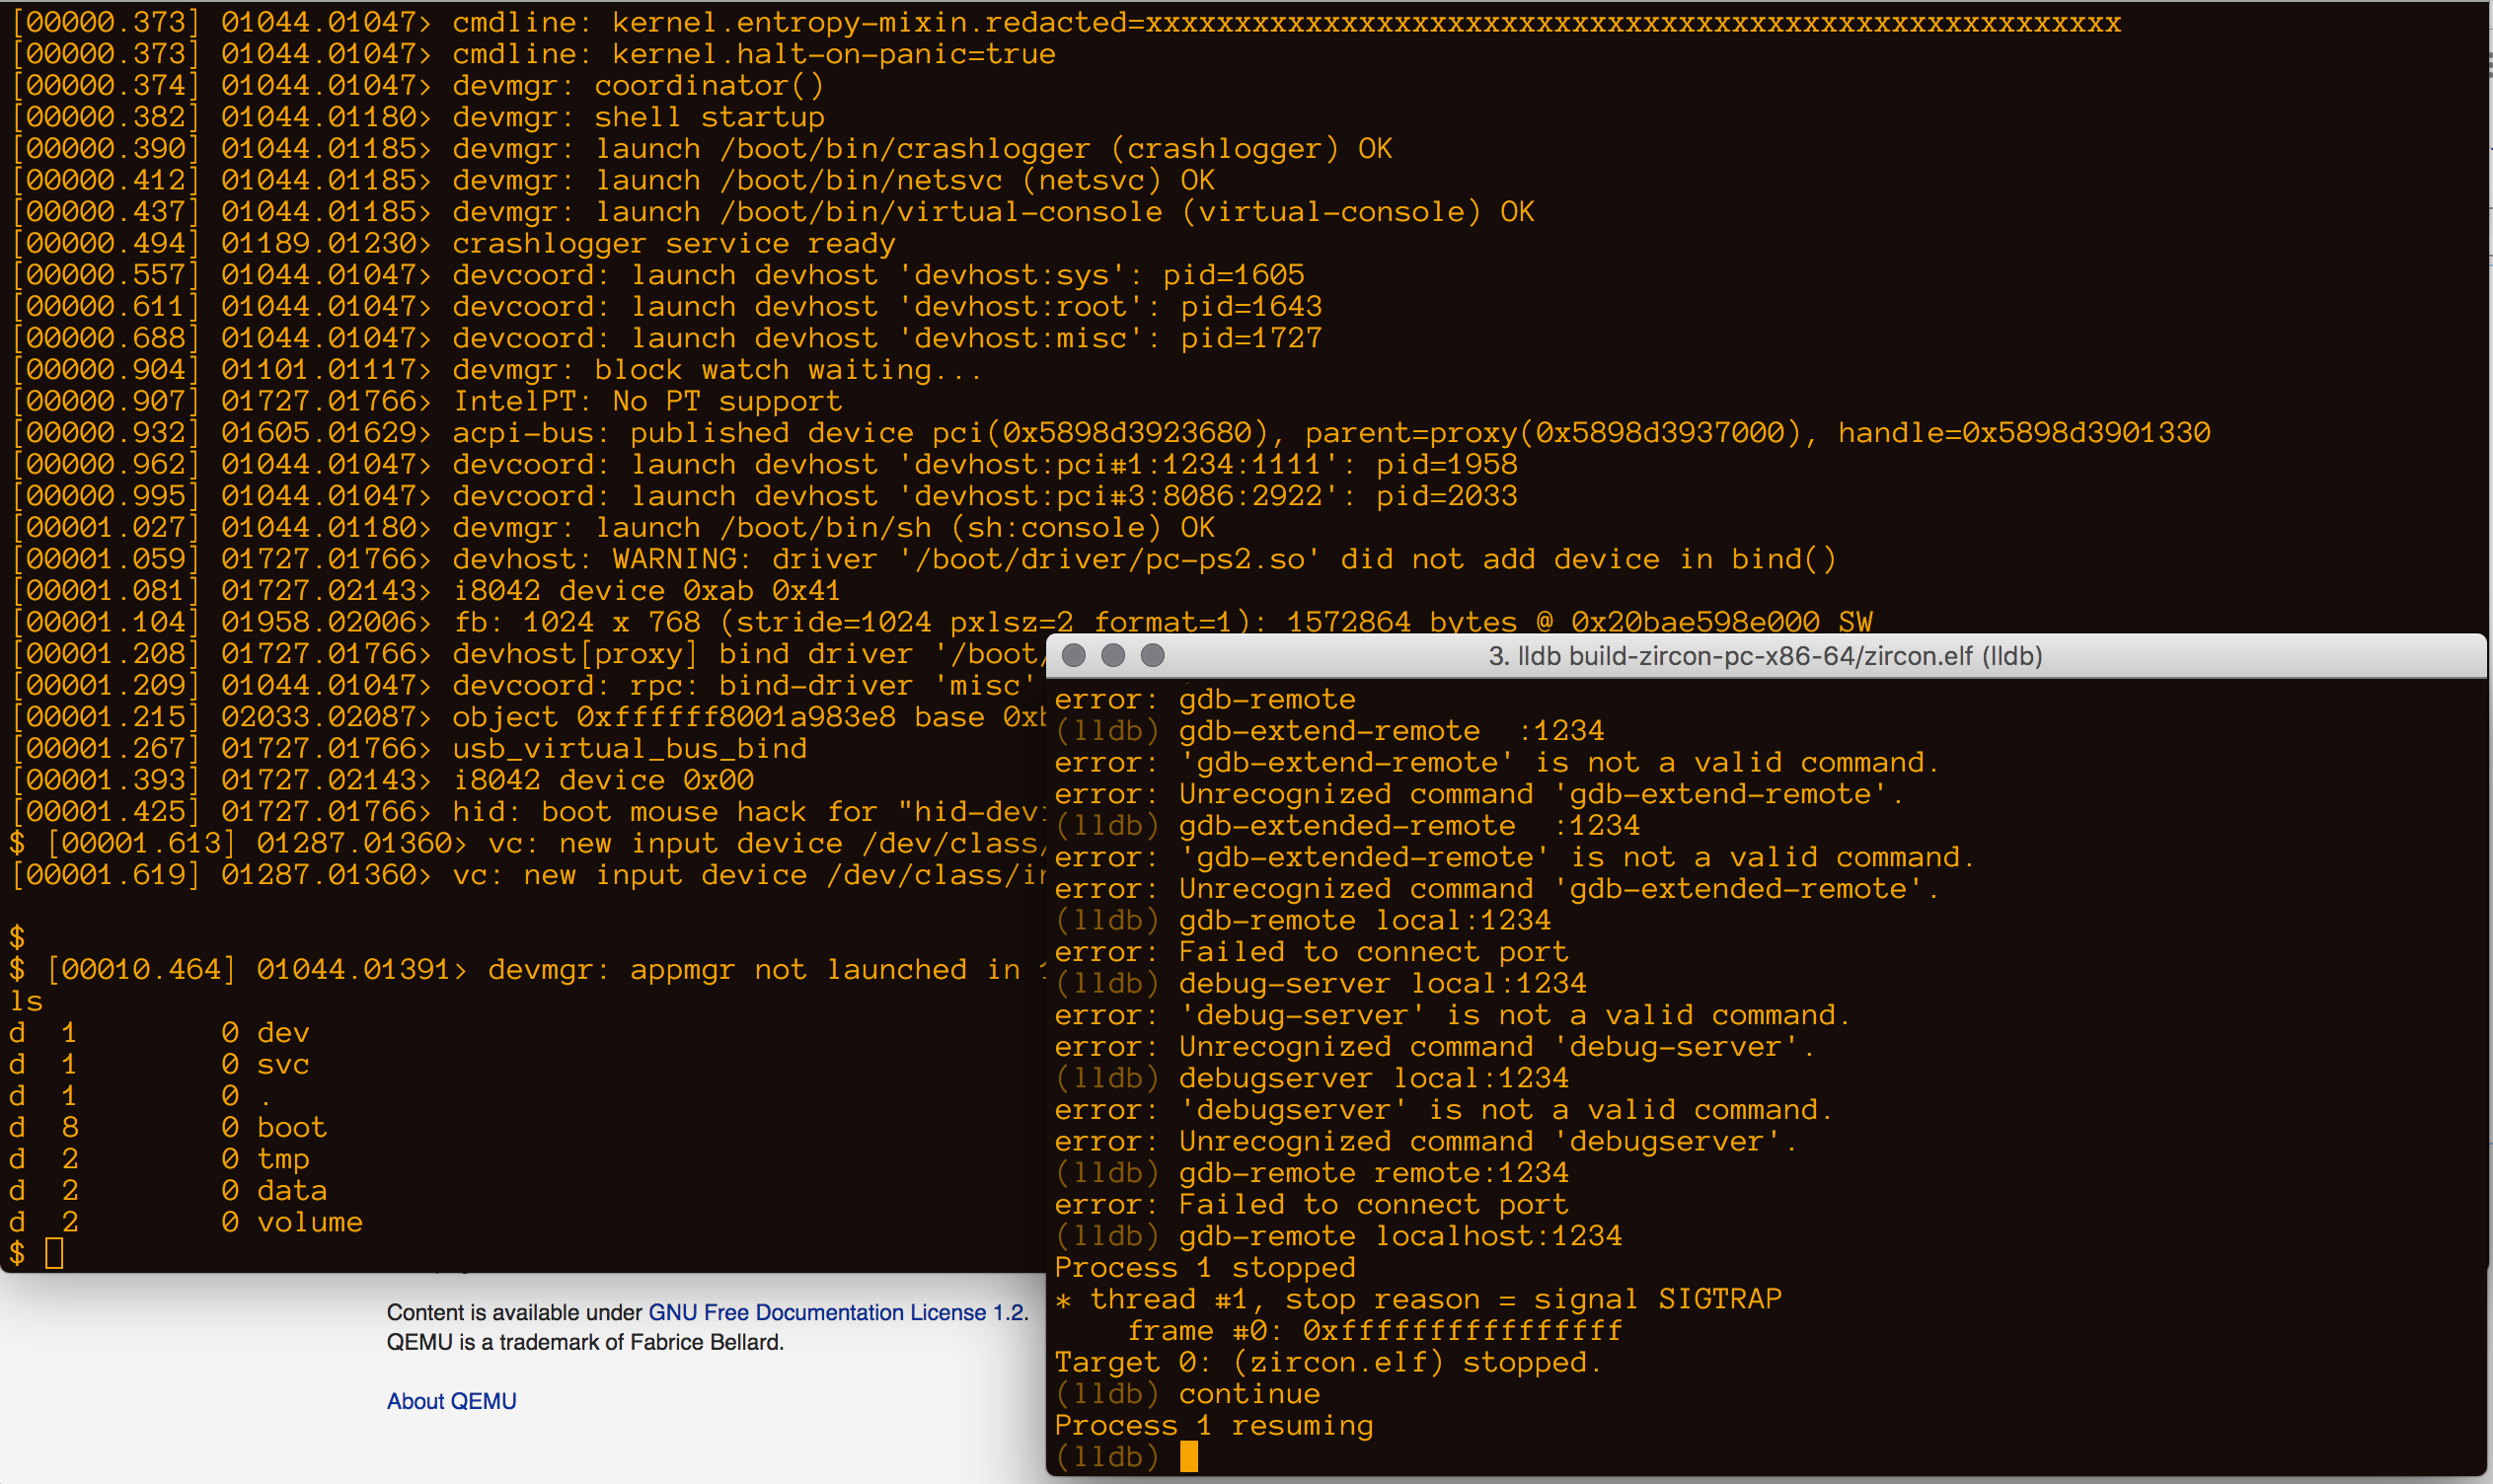 [00000.373] 01044.01047> cmdline: kernel.entropy-mixin.redacted=xxxxxxxxxxxxxxxxxxxxxxxxxxxxxxxxxxxxxxxxxxxxxxxxxxxxxxx
[00000.373] 01044.01047> cmdline: kernel.halt-on-panic=true
[00000.374] 01044.01047> devmgr: coordinator()
[00000.382] 01044.01180> devmgr: shell startup
[00000.390] 01044.01185> devmgr: launch /boot/bin/crashlogger (crashlogger) OK
[00000.412] 01044.01185> devmgr: launch /boot/bin/netsvc (netsvc) OK
[00000.437] 01044.01185> devmgr: launch /boot/bin/virtual-console (virtual-console) OK
[00000.494] 01189.01230> crashlogger service ready
[00000.557] 01044.01047> devcoord: launch devhost 'devhost:sys': pid=1605
[00000.611] 01044.01047> devcoord: launch devhost 'devhost:root': pid=1643
[00000.688] 01044.01047> devcoord: launch devhost 'devhost:misc': pid=1727
[00000.904] 01101.01117> devmgr: block watch waiting...
[00000.907] 01727.01766> IntelPT: No PT support
[00000.932] 01605.01629> acpi-bus: published device pci(0x5898d3923680), parent=proxy(0x5898d3937000), handle=0x5898d3901330
[00000.962] 01044.01047> devcoord: launch devhost 'devhost:pci#1:1234:1111': pid=1958
[00000.995] 01044.01047> devcoord: launch devhost 'devhost:pci#3:8086:2922': pid=2033
[00001.027] 01044.01180> devmgr: launch /boot/bin/sh (sh:console) OK
[00001.059] 01727.01766> devhost: WARNING: driver '/boot/driver/pc-ps2.so' did not add device in bind()
[00001.081] 01727.02143> i8042 device 0xab 0x41
[00001.104] 01958.02006> fb: 1024 x 768 (stride=1024 pxlsz=2 format=1): 1572864 bytes @ 0x20bae598e000 SW
[00001.208] 01727.01766> devhost[proxy] bind driver '/boot/
[00001.209] 01044.01047> devcoord: rpc: bind-driver 'misc'
[00001.215] 02033.02087> object 0xffffff8001a983e8 base 0xb
[00001.267] 01727.01766> usb_virtual_bus_bind
[00001.393] 01727.02143> i8042 device 0x00
[00001.425] 01727.01766> hid: boot mouse hack for "hid-devi
$ [00001.613] 01287.01360> vc: new input device /dev/class/
[00001.619] 01287.01360> vc: new input device /dev/class/in
$
$ [00010.464] 01044.01391> devmgr: appmgr not launched in 1
ls
d 1 0 dev
d 1 0 svc
d 1 0 .
d 8 0 boot
d 2 0 tmp
d 2 0 data
d 2 0 volume
$
3. lldb build-zircon-pc-x86-64/zircon.elf (lldb)
error: gdb-remote
(lldb) gdb-extend-remote  :1234
error: 'gdb-extend-remote' is not a valid command.
error: Unrecognized command 'gdb-extend-remote'.
(lldb) gdb-extended-remote  :1234
error: 'gdb-extended-remote' is not a valid command.
error: Unrecognized command 'gdb-extended-remote'.
(lldb) gdb-remote local:1234
error: Failed to connect port
(lldb) debug-server local:1234
error: 'debug-server' is not a valid command.
error: Unrecognized command 'debug-server'.
(lldb) debugserver local:1234
error: 'debugserver' is not a valid command.
error: Unrecognized command 'debugserver'.
(lldb) gdb-remote remote:1234
error: Failed to connect port
(lldb) gdb-remote localhost:1234
Process 1 stopped
* thread #1, stop reason = signal SIGTRAP
frame #0: 0xffffffffffffffff
Target 0: (zircon.elf) stopped.
(lldb) continue
Process 1 resuming
(lldb)
Content is available under GNU Free Documentation License 1.2.
QEMU is a trademark of Fabrice Bellard.
About QEMU